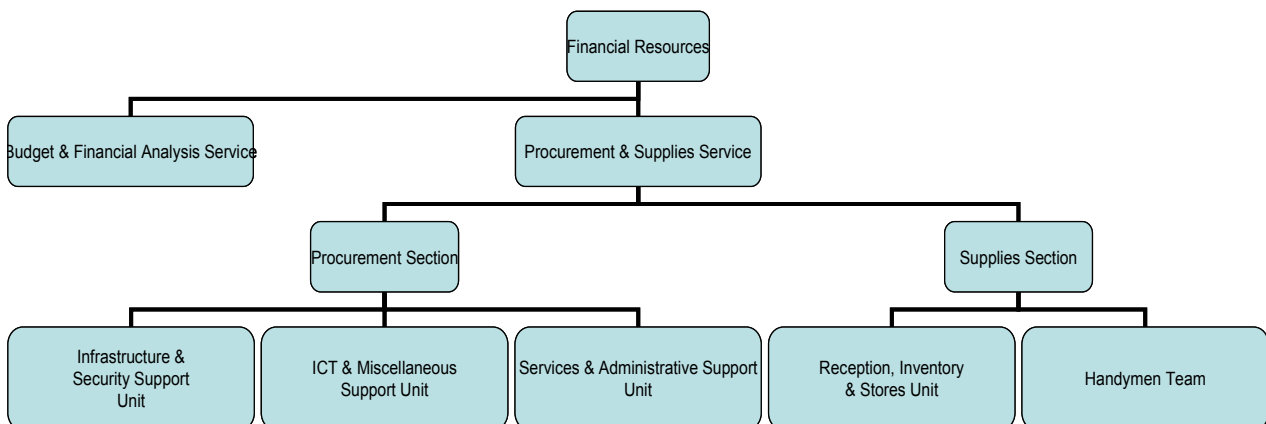 Financial Resources
Budget & Financial Analysis Service
Procurement & Supplies Service
Procurement Section
Supplies Section
Infrastructure &
Security Support
Unit
ICT & Miscellaneous
Support Unit
Services & Administrative Support
Unit
Reception, Inventory
& Stores Unit
Handymen Team